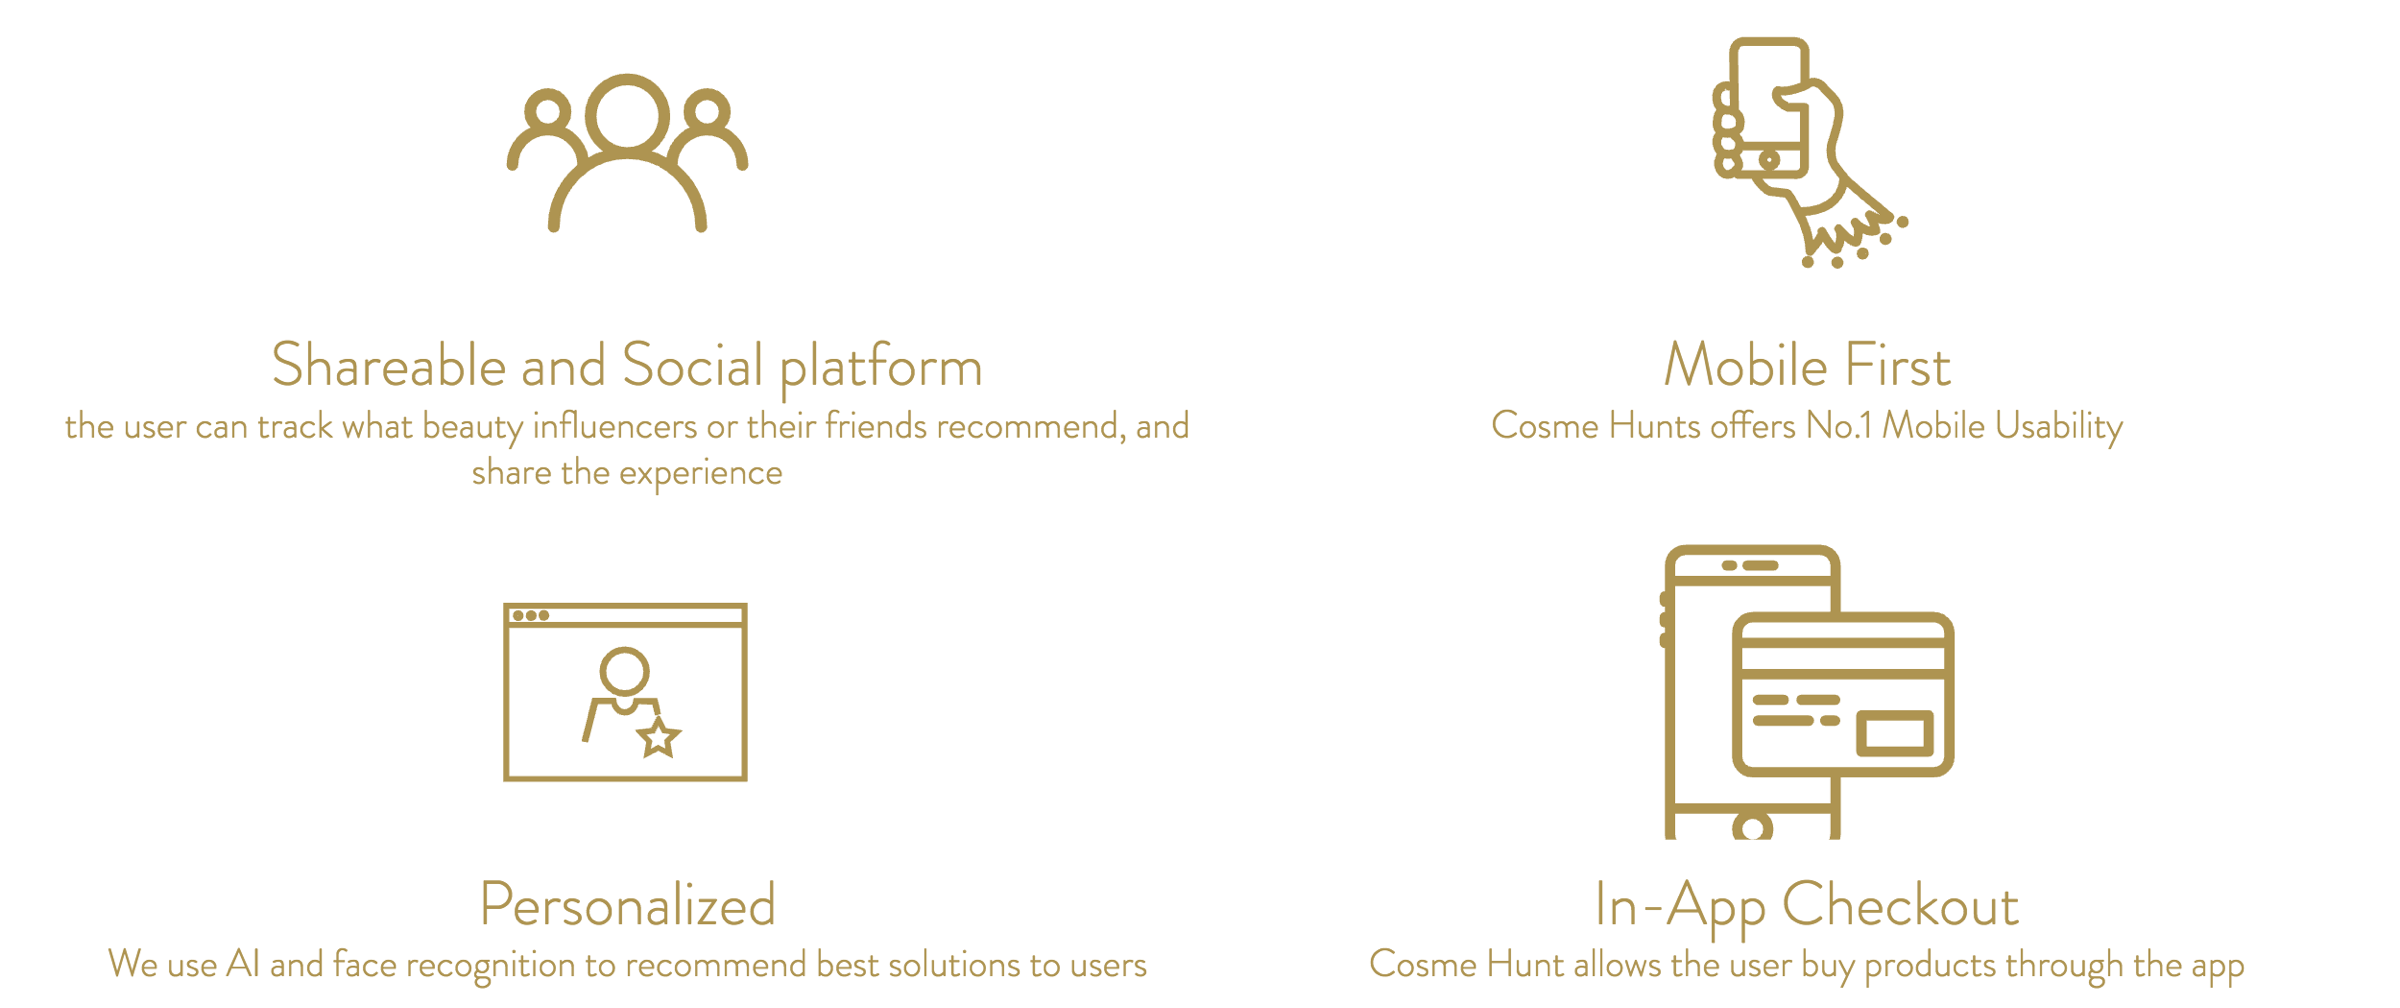 Shareable and Social platform
the user can track what beauty influencers or their friends recommend, and
share the experience
Mobile First
Cosme Hunts offers No.1 Mobile Usability
Personalized
We use AI and face recognition to recommend best solutions to users
In-App Checkout
Cosme Hunt allows the user buy products through the app